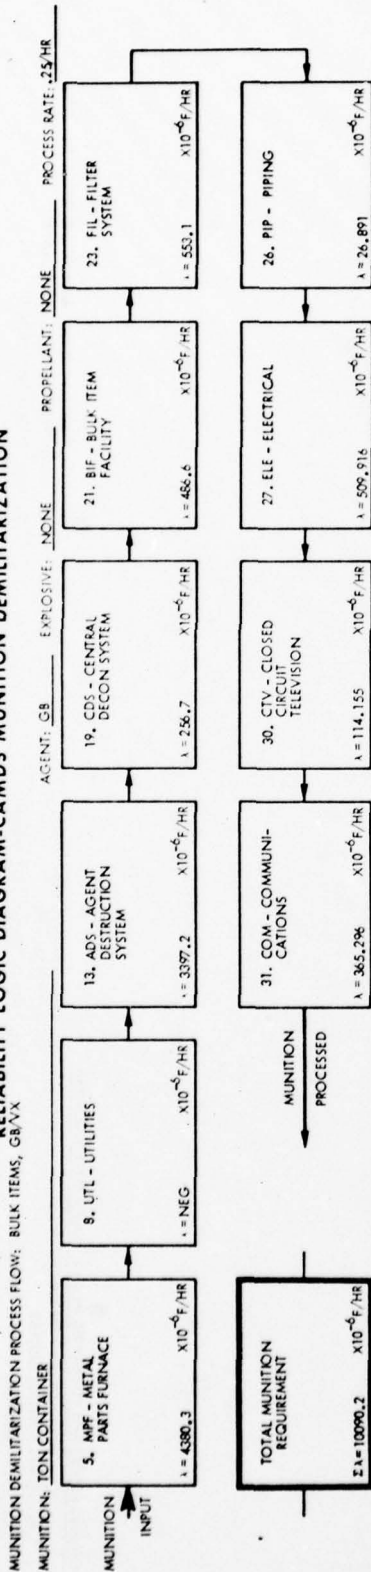 RELIABILITY LOGIC DIAGRAM-CAMDS MUNITION DEMILITARIZATION
MUNITION DEMILITARIZATION PROCESS FLOW: BULK ITEMS, GB/VX
MUNITION: TON CONTAINER AGENT: GB EXPLOSIVE: NONE PROPELLANT: NONE PROCESS RATE: .25/HR
MUNITION
INPUT
5. MPF - METAL
PARTS FURNACE
λ = 4380.3 X10⁻⁶F/HR
8. UTL - UTILITIES
λ = NEG X10⁻⁶F/HR
13. ADS - AGENT
DESTRUCTION
SYSTEM
λ = 3397.2 X10⁻⁶F/HR
19. CDS - CENTRAL
DECON SYSTEM
λ = 256.7 X10⁻⁶F/HR
21. BIF - BULK ITEM
FACILITY
λ = 486.6 X10⁻⁶F/HR
23. FIL - FILTER
SYSTEM
λ = 553.1 X10⁻⁶F/HR
26. PIP - PIPING
λ = 26.891 X10⁻⁶F/HR
27. ELE - ELECTRICAL
λ = 509.916 X10⁻⁶F/HR
30. CTV - CLOSED
CIRCUIT
TELEVISION
λ = 114.155 X10⁻⁶F/HR
31. COM - COMMUNI-
CATIONS
λ = 365.296 X10⁻⁶F/HR
MUNITION
PROCESSED
TOTAL MUNITION
REQUIREMENT
Σλ = 10090.2 X10⁻⁶F/HR